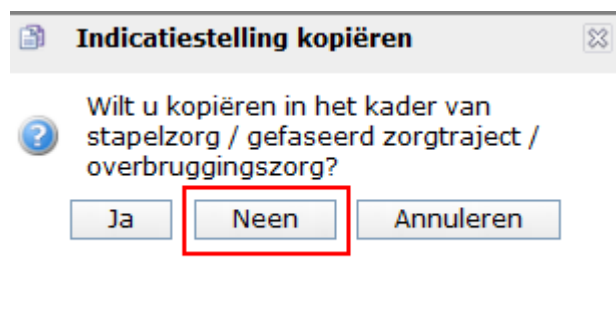 Indicatiestelling kopiëren
Wilt u kopiëren in het kader van
stapelzorg / gefaseerd zorgtraject /
overbruggingszorg?
Ja Neen Annuleren